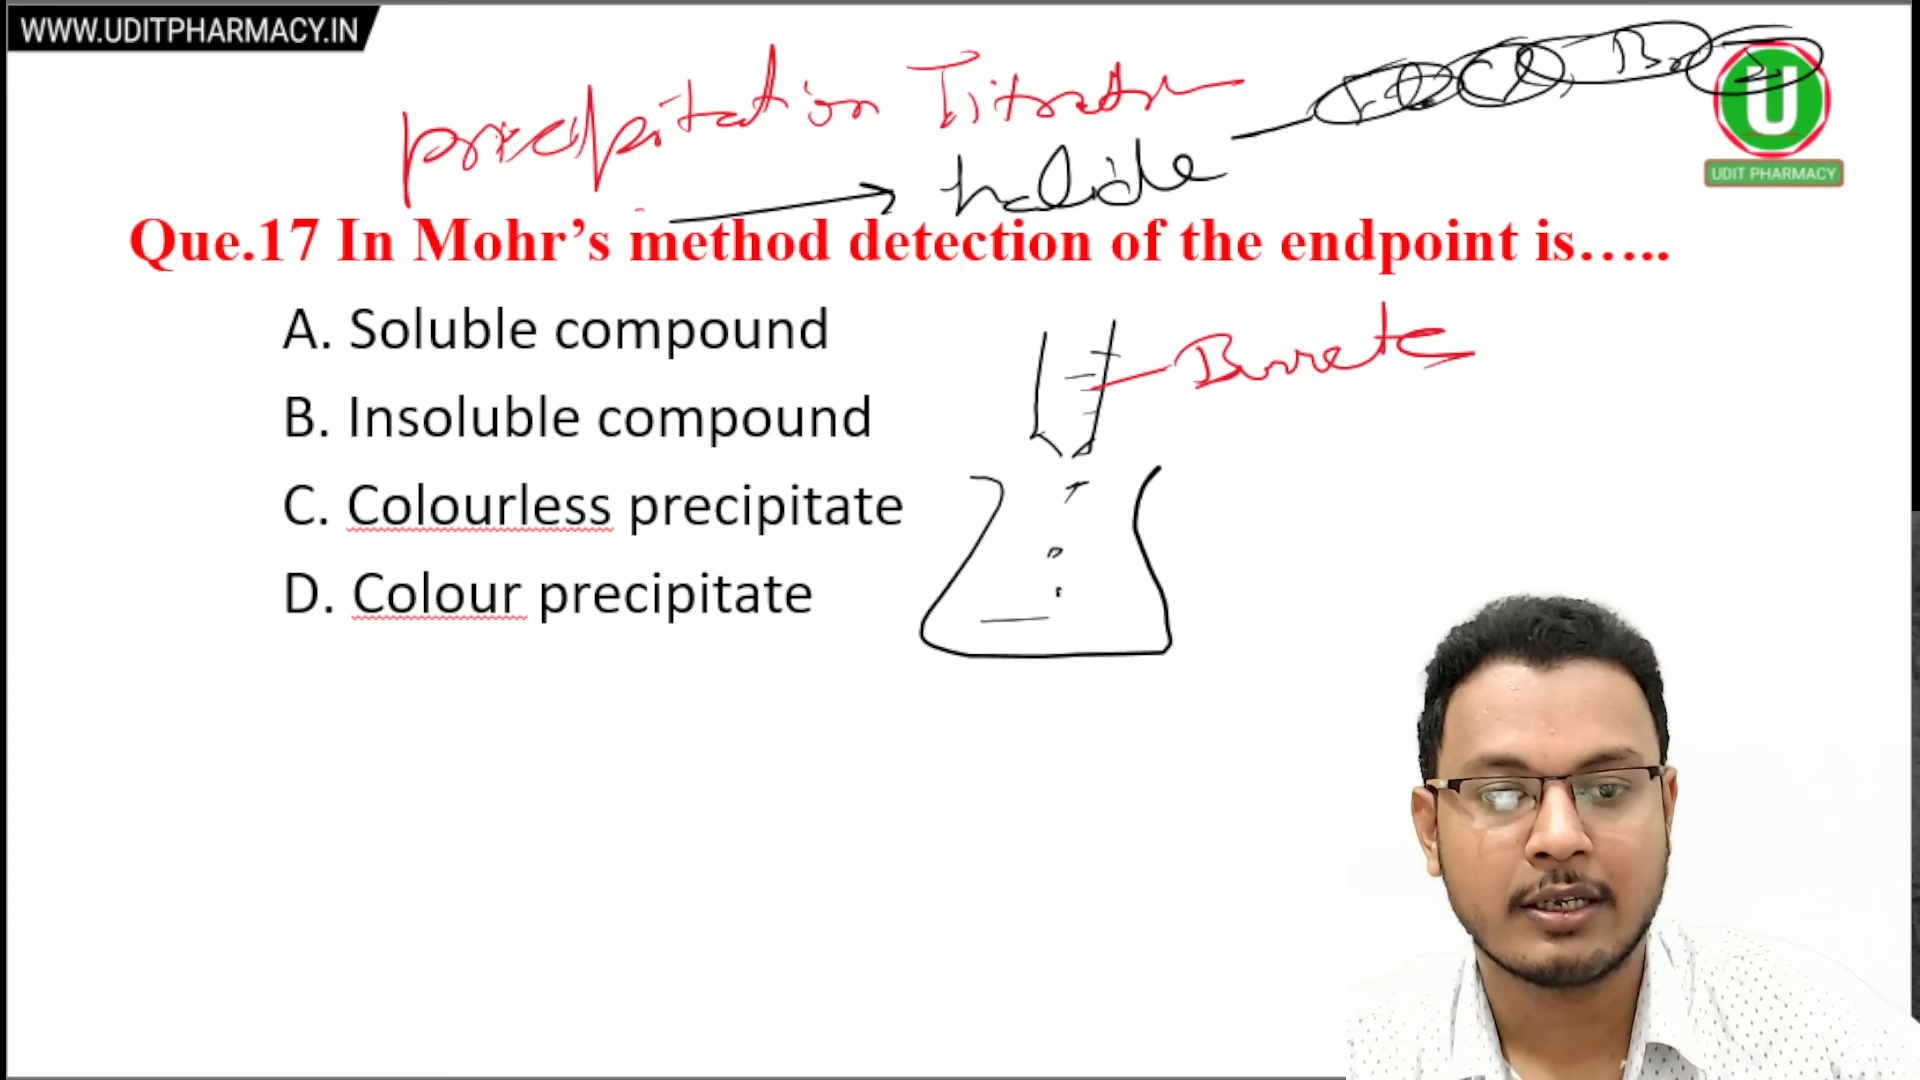 WWW.UDITPHARMACY.IN
precipitation Titration
halide
U
UDIT PHARMACY
Que.17 In Mohr’s method detection of the endpoint is…..
A. Soluble compound
Burrete
B. Insoluble compound
C. Colourless precipitate
D. Colour precipitate